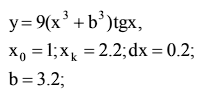 y = 9(x³ + b³)tgx,
x₀ = 1; xₖ = 2.2; dx = 0.2;
b = 3.2;